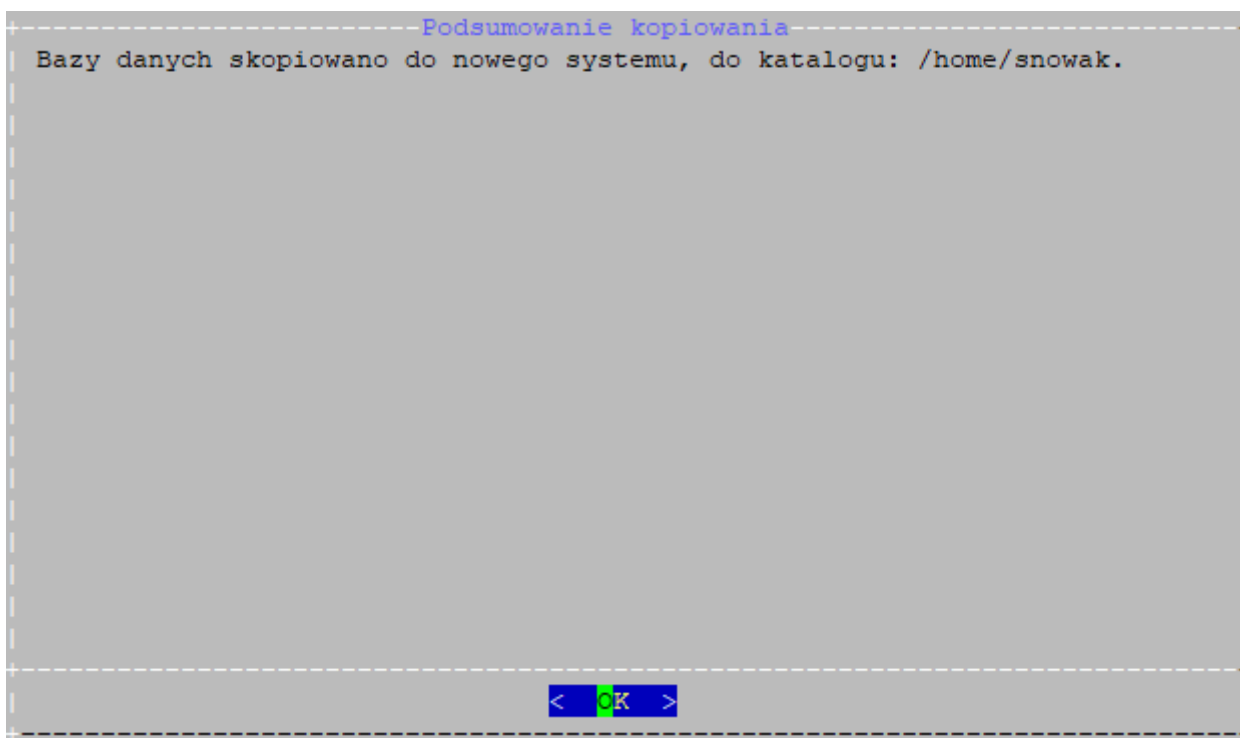 Podsumowanie kopiowania
Bazy danych skopiowano do nowego systemu, do katalogu: /home/snowak.
< OK >